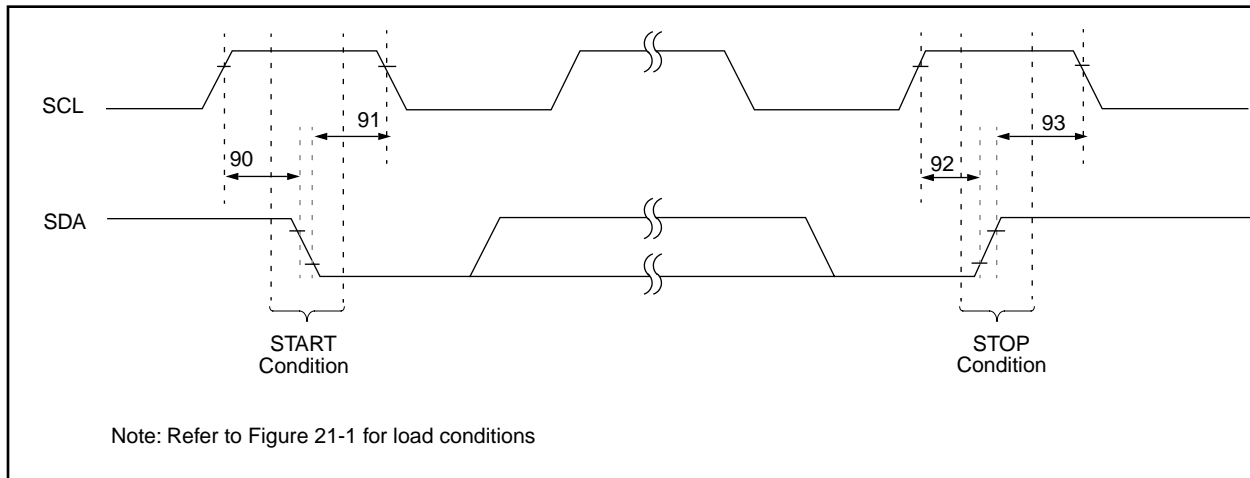 SCL
91
93
90
92
SDA
START
Condition
STOP
Condition
Note: Refer to Figure 21-1 for load conditions